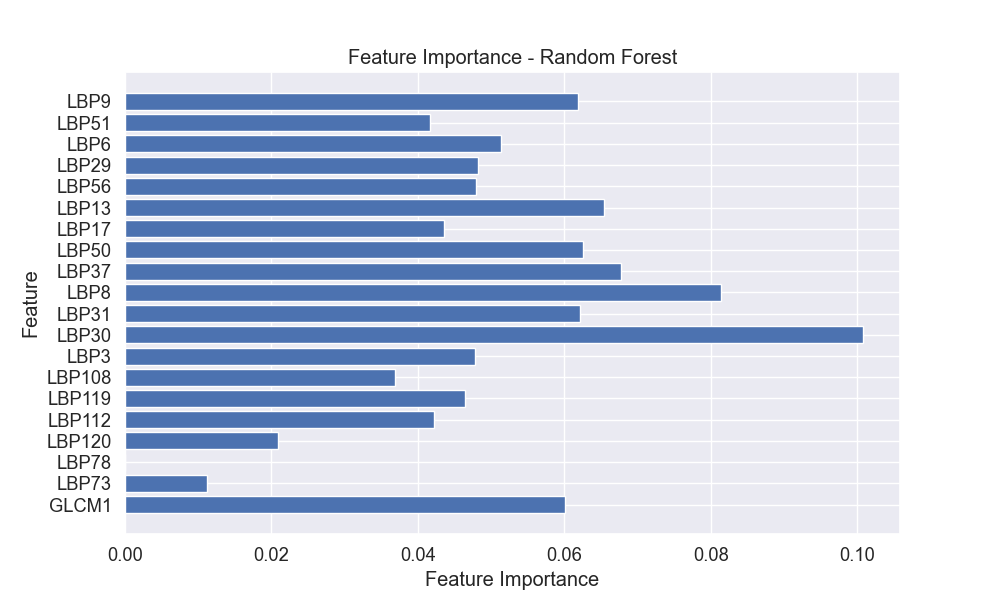 Feature Importance - Random Forest
LBP9
LBP51
LBP6
LBP29
LBP56
LBP13
LBP17
LBP50
LBP37
LBP8
LBP31
LBP30
LBP3
LBP108
LBP119
LBP112
LBP120
LBP78
LBP73
GLCM1
Feature
0.00 0.02 0.04 0.06 0.08 0.10
Feature Importance